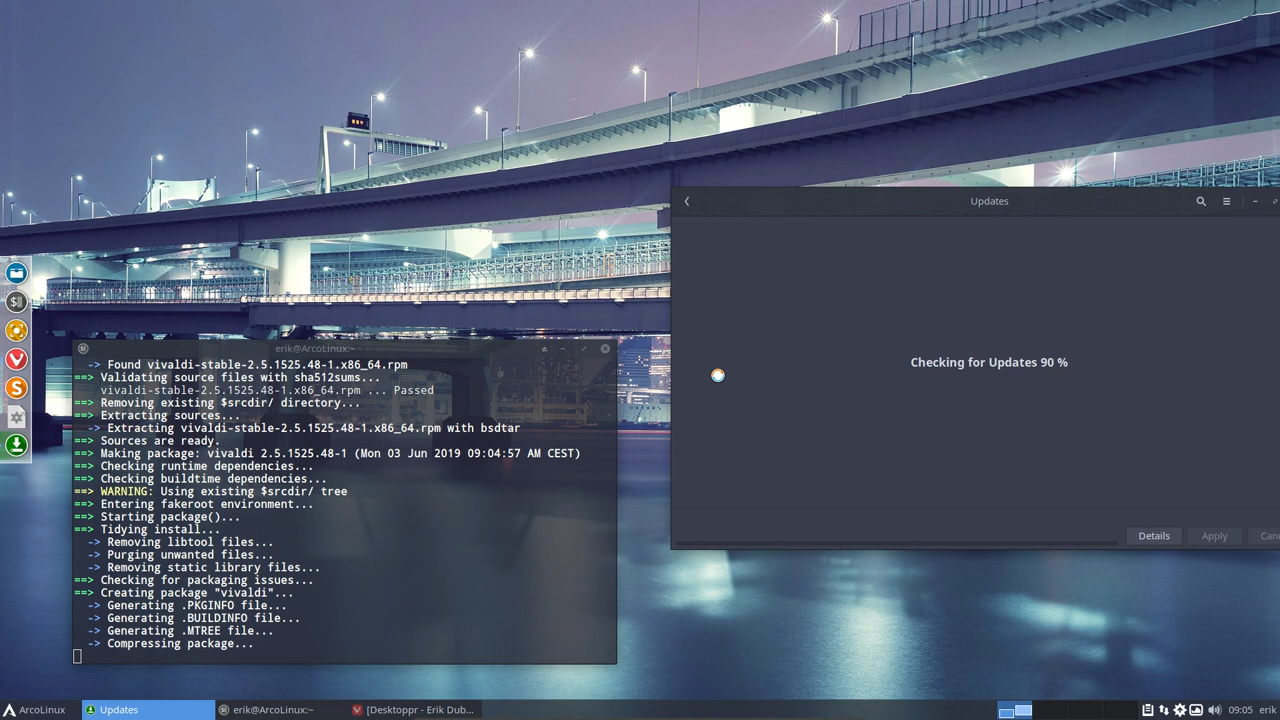 Updates
Checking for Updates 90 %
Details
Apply
Canc
erik@ArcoLinux:~
-> Found vivaldi-stable-2.5.1525.48-1.x86_64.rpm
==> Validating source files with sha512sums...
vivaldi-stable-2.5.1525.48-1.x86_64.rpm ... Passed
==> Removing existing $srcdir/ directory...
==> Extracting sources...
-> Extracting vivaldi-stable-2.5.1525.48-1.x86_64.rpm with bsdtar
==> Sources are ready.
==> Making package: vivaldi 2.5.1525.48-1 (Mon 03 Jun 2019 09:04:57 AM CEST)
==> Checking runtime dependencies...
==> Checking buildtime dependencies...
==> WARNING: Using existing $srcdir/ tree
==> Entering fakeroot environment...
==> Starting package()...
==> Tidying install...
-> Removing libtool files...
-> Purging unwanted files...
-> Removing static library files...
==> Checking for packaging issues...
==> Creating package "vivaldi"...
-> Generating .PKGINFO file...
-> Generating .BUILDINFO file...
-> Generating .MTREE file...
-> Compressing package...
ArcoLinux
Updates
erik@ArcoLinux:~
[Desktoppr - Erik Dub...
09:05
erik